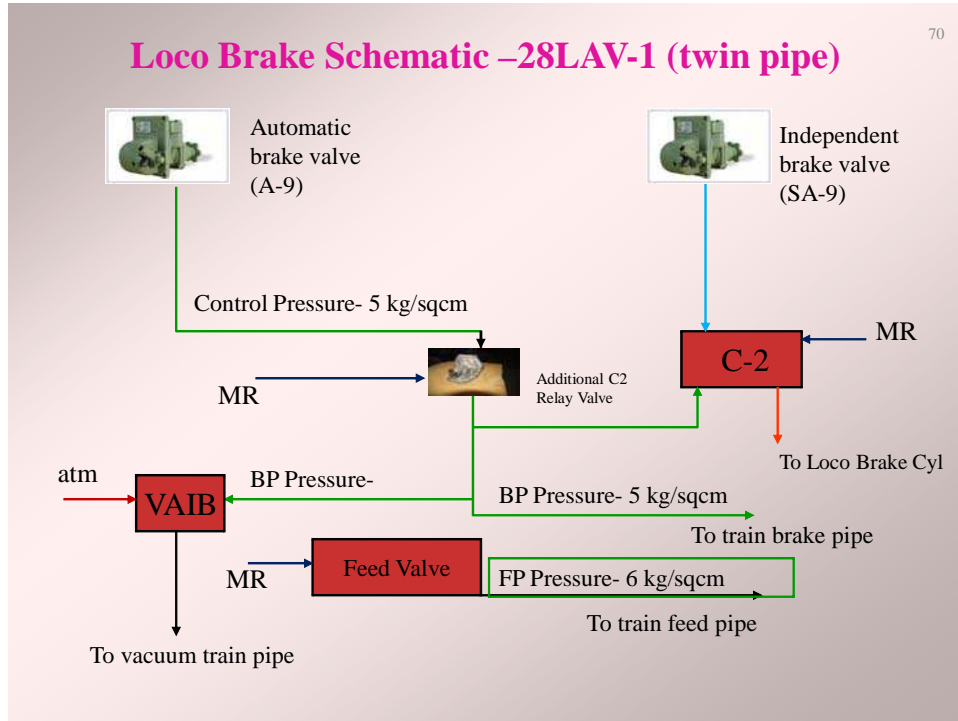 70
Loco Brake Schematic –28LAV-1 (twin pipe)
Automatic
brake valve
(A-9)
Independent
brake valve
(SA-9)
Control Pressure- 5 kg/sqcm
MR
C-2
MR
Additional C2
Relay Valve
To Loco Brake Cyl
atm
VAIB
BP Pressure-
BP Pressure- 5 kg/sqcm
To train brake pipe
MR
Feed Valve
FP Pressure- 6 kg/sqcm
To train feed pipe
To vacuum train pipe